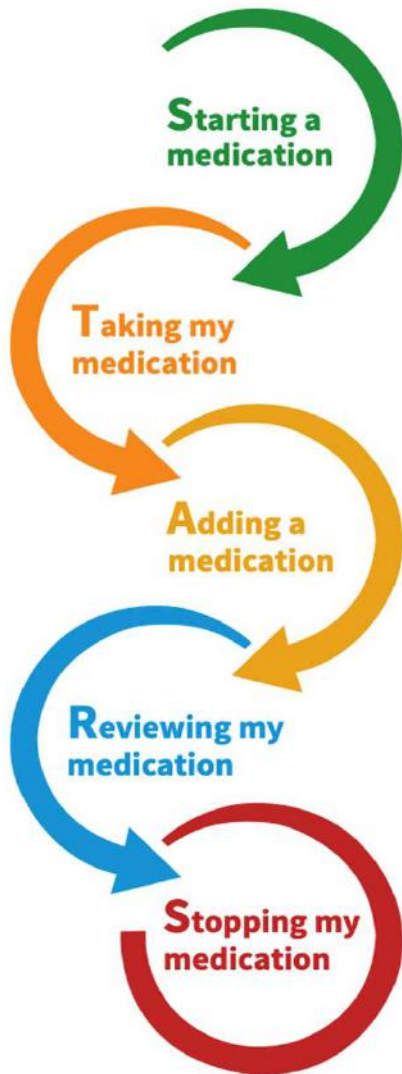 Starting a
medication
Taking my
medication
Adding a
medication
Reviewing my
medication
Stopping my
medication